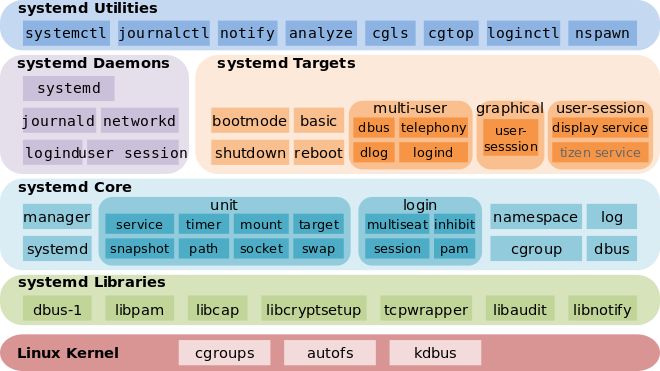 systemd Utilities
systemctl journalctl notify analyze cgls cgtop loginctl nspawn
systemd Daemons
systemd
journald networkd
logind user session
systemd Targets
bootmode basic
shutdown reboot
multi-user
dbus telephony
dlog logind
graphical
user-
sesssion
user-session
display service
tizen service
systemd Core
manager
systemd
unit
service timer mount target
snapshot path socket swap
login
multiseat inhibit
session pam
namespace log
cgroup dbus
systemd Libraries
dbus-1 libpam libcap libcryptsetup tcpwrapper libaudit libnotify
Linux Kernel cgroups autofs kdbus